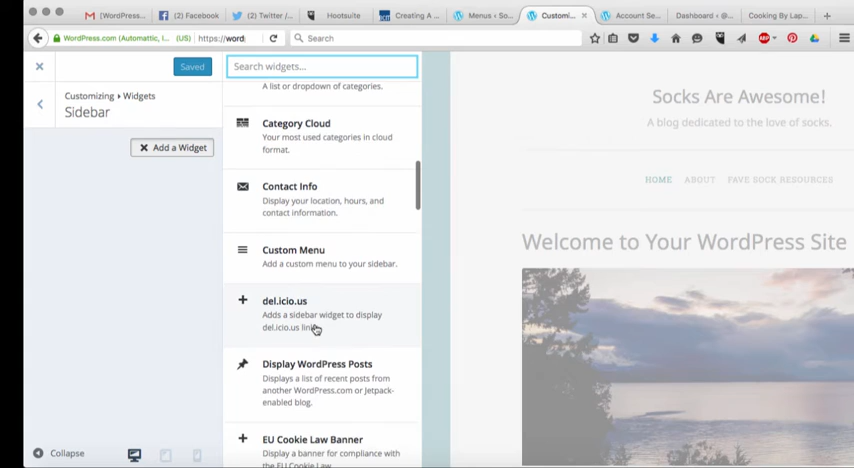 M (WordPress...
(2) Facebook
(2) Twitter /...
Hootsuite
Creating A ...
Menus ‹ So...
Customi...
Account Se...
Dashboard ‹ @...
Cooking By Lap...
WordPress.com (Automattic, I... (US)
https://word
Search
ABP
Saved
Search widgets...
Customizing ▸ Widgets
Sidebar
Add a Widget
A list or dropdown of categories.
Category Cloud
Your most used categories in cloud
format.
Contact Info
Display your location, hours, and
contact information.
Custom Menu
Add a custom menu to your sidebar.
del.icio.us
Adds a sidebar widget to display
del.icio.us
Display WordPress Posts
Displays a list of recent posts from
another WordPress.com or Jetpack-
enabled blog.
EU Cookie Law Banner
Display a banner for compliance with
the EU Cookie Law.
Collapse
Socks Are Awesome!
A blog dedicated to the love of socks.
HOME ABOUT FAVE SOCK RESOURCES
Welcome to Your WordPress Site